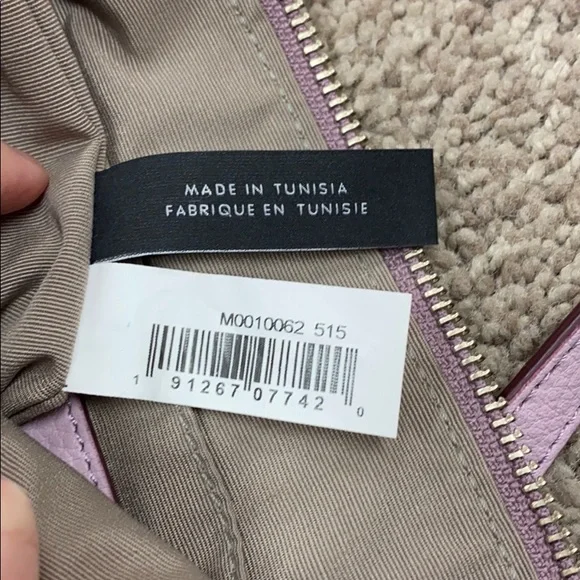 MADE IN TUNISIA
FABRIQUE EN TUNISIE
M0010062 515
1 91267 07742 0